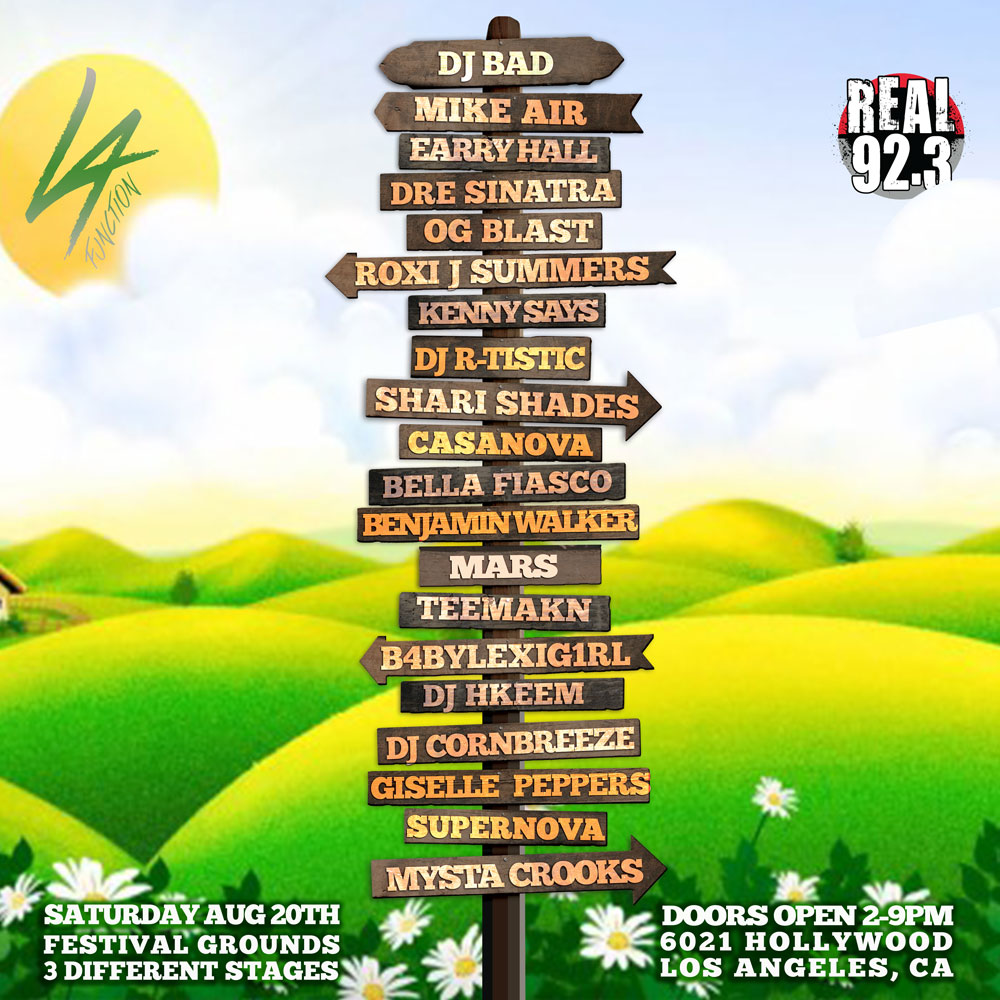 L4
FUNCTION
REAL
92.3
DJ BAD
MIKE AIR
EARRY HALL
DRE SINATRA
OG BLAST
ROXI J SUMMERS
KENNY SAYS
DJ R-TISTIC
SHARI SHADES
CASANOVA
BELLA FIASCO
BENJAMIN WALKER
MARS
TEEMAKN
B4BYLEXIG1RL
DJ HKEEM
DJ CORNBREEZE
GISELLE PEPPERS
SUPERNOVA
MYSTA CROOKS
SATURDAY AUG 20TH
FESTIVAL GROUNDS
3 DIFFERENT STAGES
DOORS OPEN 2-9PM
6021 HOLLYWOOD
LOS ANGELES, CA